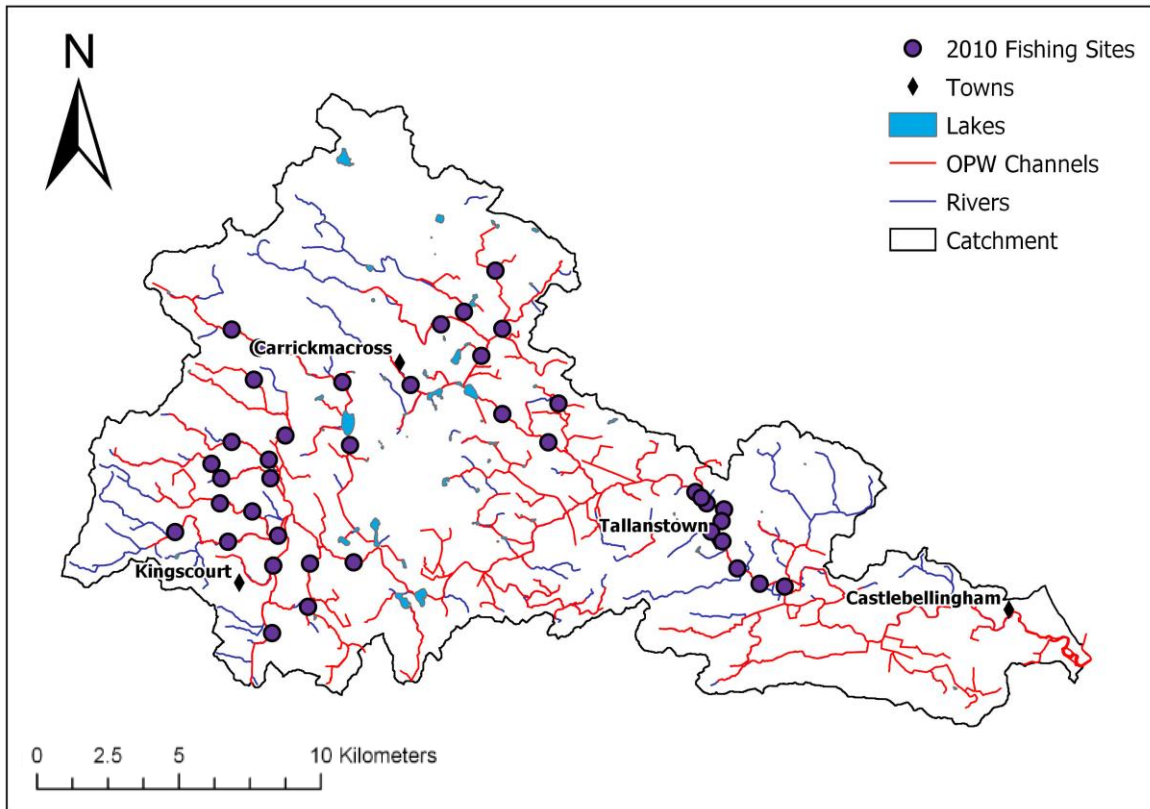 N
2010 Fishing Sites
Towns
Lakes
OPW Channels
Rivers
Catchment
Carrickmacross
Tallanstown
Kingscourt
Castlebellingham
0 2.5 5 10 Kilometers